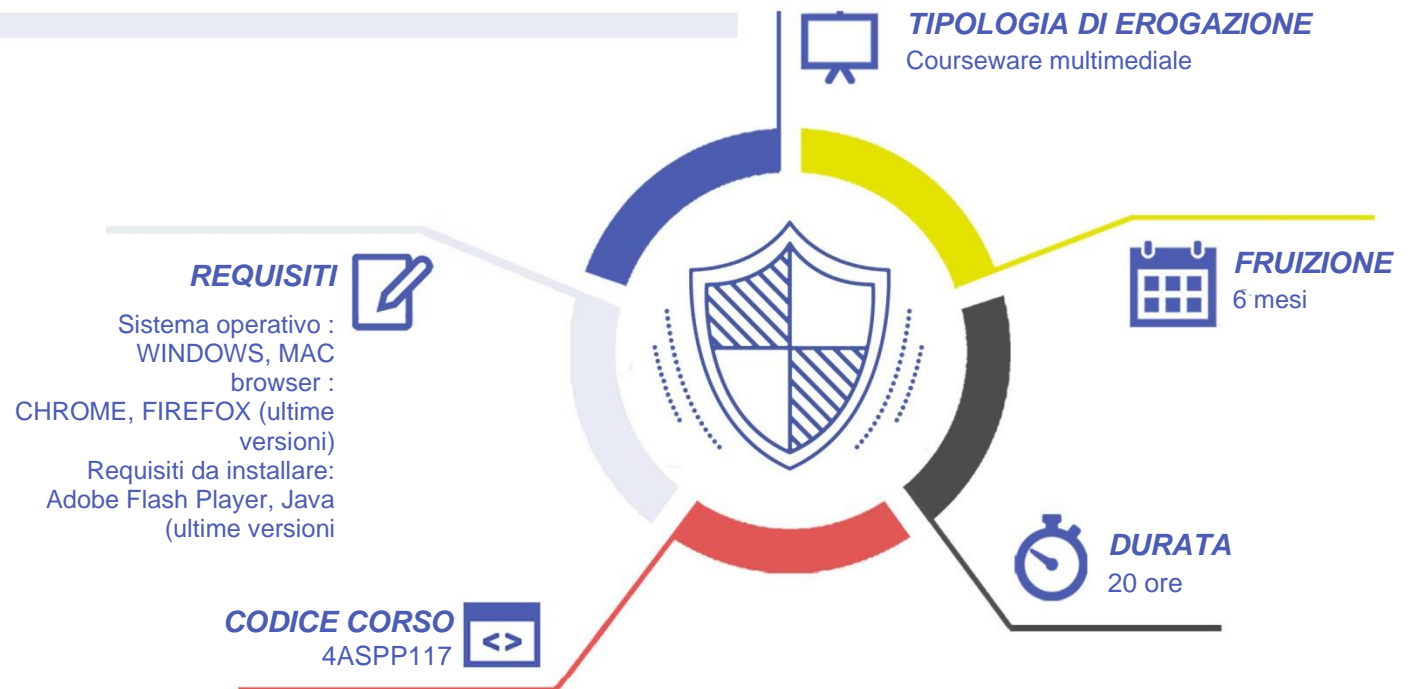 TIPOLOGIA DI EROGAZIONE
Courseware multimediale
REQUISITI
Sistema operativo :
WINDOWS, MAC
browser :
CHROME, FIREFOX (ultime
versioni)
Requisiti da installare:
Adobe Flash Player, Java
(ultime versioni
FRUIZIONE
6 mesi
DURATA
20 ore
CODICE CORSO
4ASPP117
<>